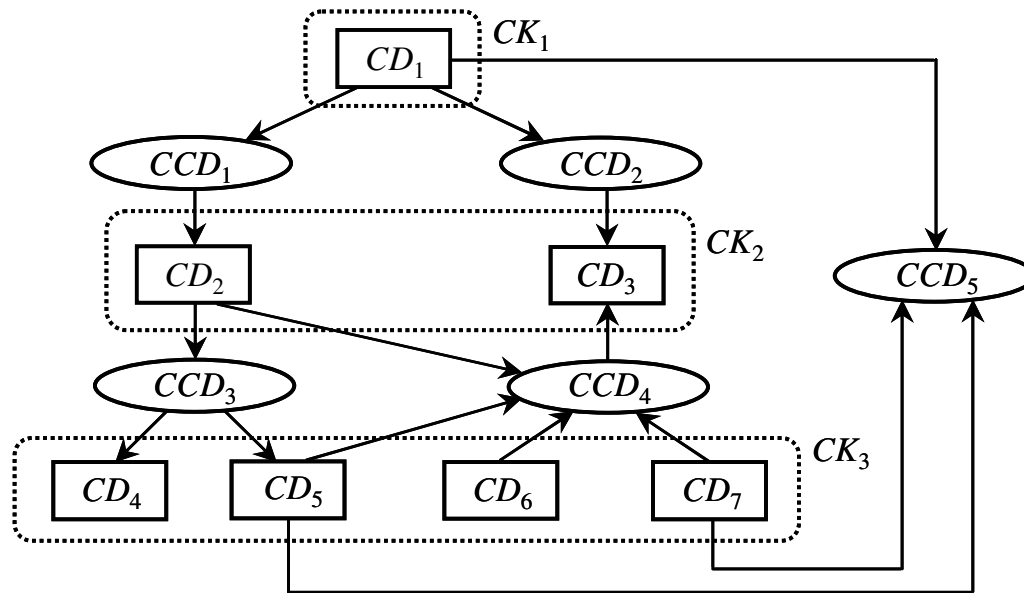 CK₁
CD₁
CCD₁
CCD₂
CK₂
CD₂
CD₃
CCD₅
CCD₃
CCD₄
CK₃
CD₄
CD₅
CD₆
CD₇